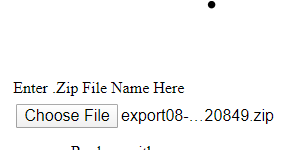 Enter .Zip File Name Here
Choose File export08-...20849.zip